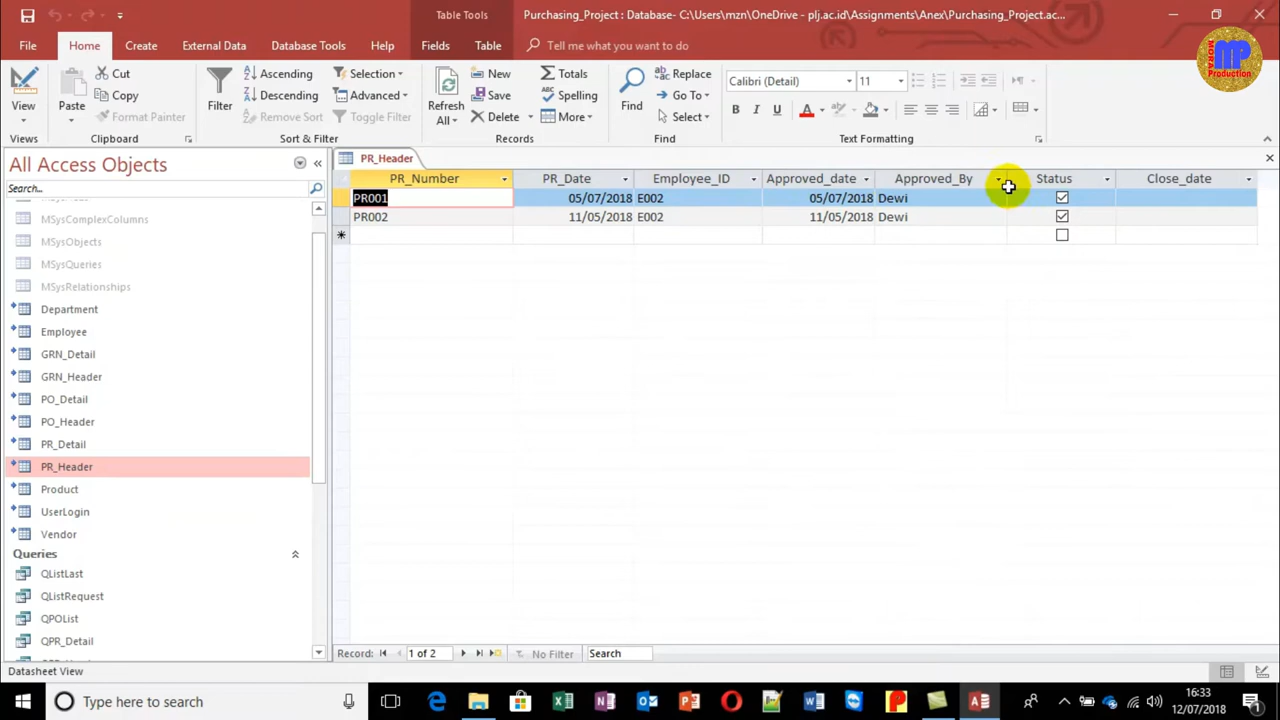 Table Tools
Purchasing_Project : Database- C:\Users\mzn\OneDrive - plj.ac.id\Assignments\Anex\Purchasing_Project.ac...
File
Home
Create
External Data
Database Tools
Help
Fields
Table
Tell me what you want to do
MP
Production
View
Views
Paste
Cut
Copy
Format Painter
Clipboard
Filter
Ascending
Descending
Remove Sort
Selection
Advanced
Toggle Filter
Sort & Filter
Refresh
All
New
Save
Delete
Totals
Spelling
More
Records
Find
Replace
Go To
Select
Find
Calibri (Detail)
11
B I U
A
Text Formatting
All Access Objects
Search...
MSysComplexColumns
MSysObjects
MSysQueries
MSysRelationships
Department
Employee
GRN_Detail
GRN_Header
PO_Detail
PO_Header
PR_Detail
PR_Header
Product
UserLogin
Vendor
Queries
QListLast
QListRequest
QPOList
QPR_Detail
PR_Header
PR_Number PR_Date Employee_ID Approved_date Approved_By Status Close_date
PR001 05/07/2018 E002 05/07/2018 Dewi
PR002 11/05/2018 E002 11/05/2018 Dewi
Record: 1 of 2 No Filter Search
Datasheet View
Type here to search
16:33
12/07/2018